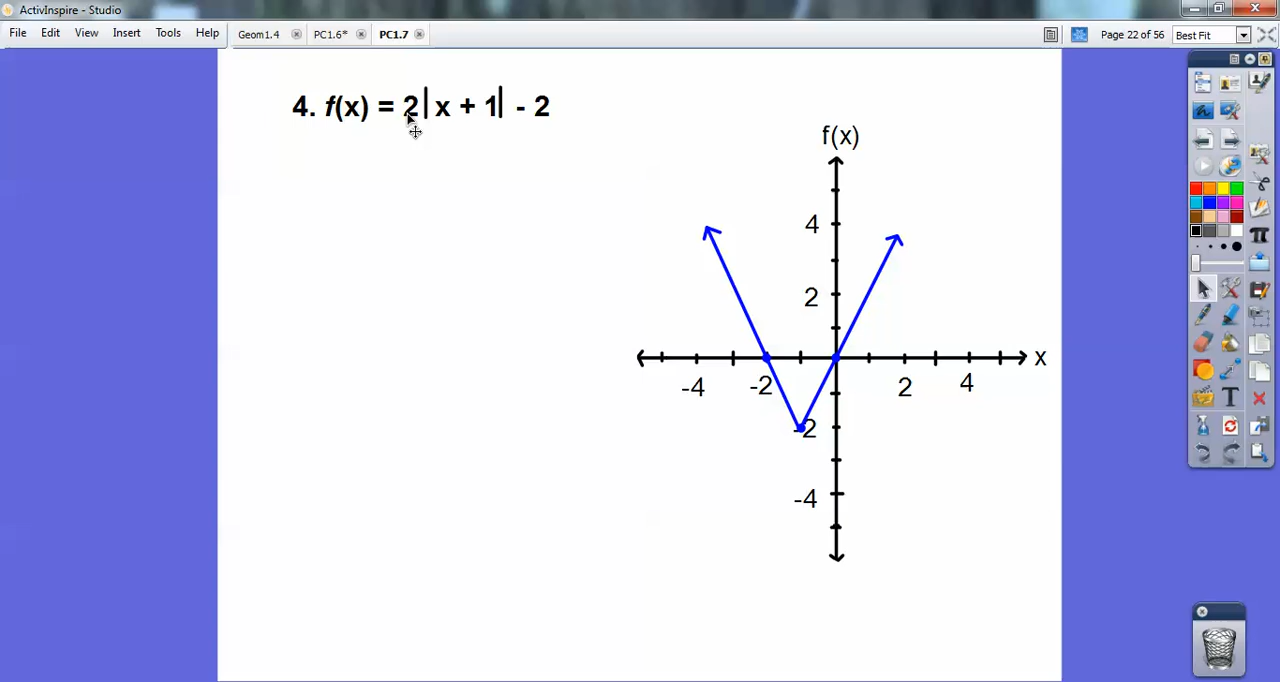 ActivInspire - Studio
File Edit View Insert Tools Help Geom1.4 PC1.6* PC1.7 Page 22 of 56 Best Fit
4. f(x) = 2|x + 1| - 2
f(x)
4
2
x
-4 -2 2 4
-2
-4